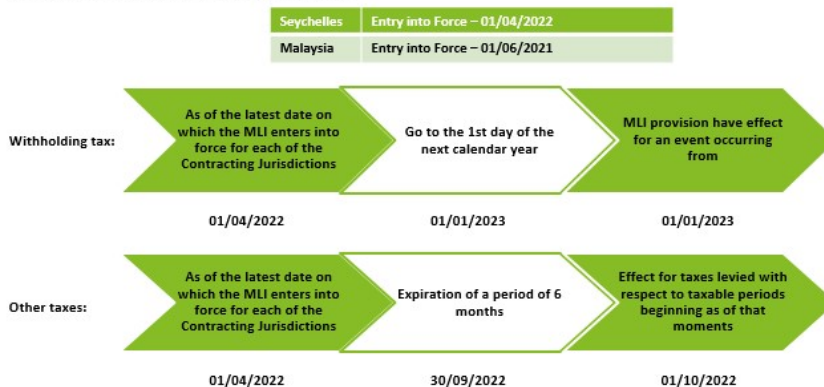 Seychelles Entry into Force – 01/04/2022
Malaysia Entry into Force – 01/06/2021
Withholding tax:
As of the latest date on
which the MLI enters into
force for each of the
Contracting Jurisdictions
Go to the 1st day of the
next calendar year
MLI provision have effect
for an event occurring
from
01/04/2022
01/01/2023
01/01/2023
Other taxes:
As of the latest date on
which the MLI enters into
force for each of the
Contracting Jurisdictions
Expiration of a period of 6
months
Effect for taxes levied with
respect to taxable periods
beginning as of that
moments
01/04/2022
30/09/2022
01/10/2022